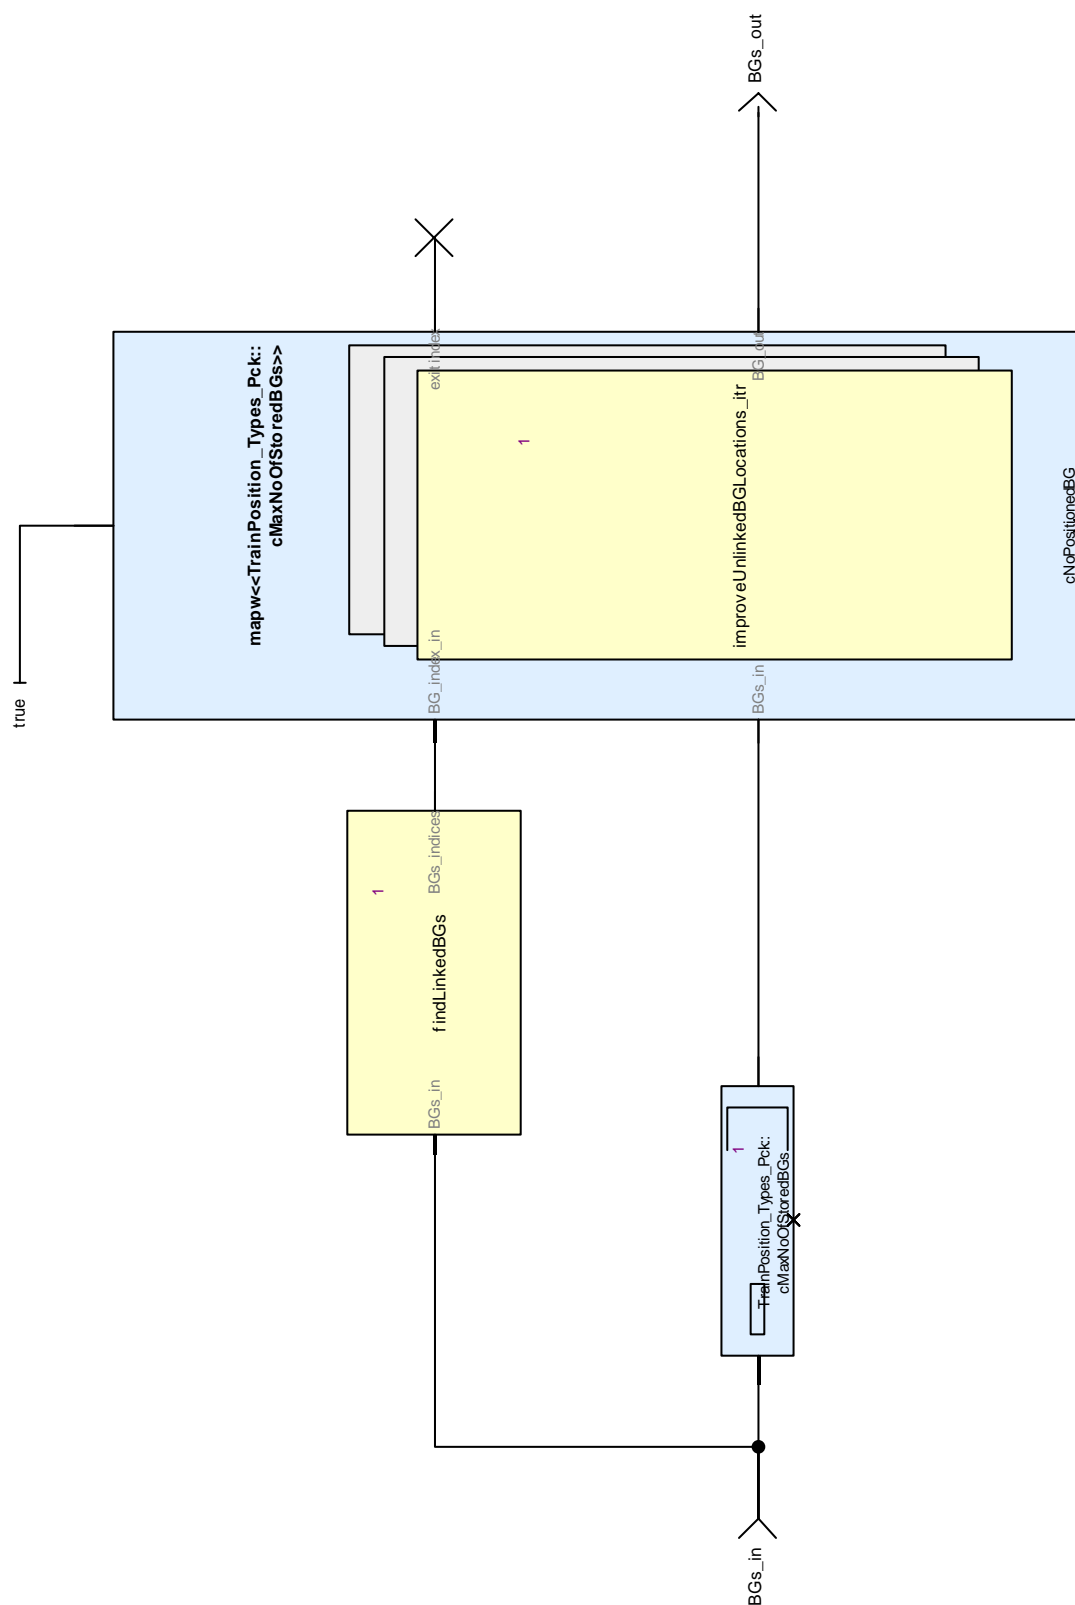 BGs_out
exit index
BG_out
mapw<<TrainPosition_Types_Pck::
cMaxNoOfStoredBGs>>
1
improveUnlinkedBGLocations_itr
cNoPositionedBG
true
BG_index_in
BGs_in
BGs_indices
1
findLinkedBGs
BGs_in
1
TrainPosition_Types_Pck::
cMaxNoOfStoredBGs
BGs_in